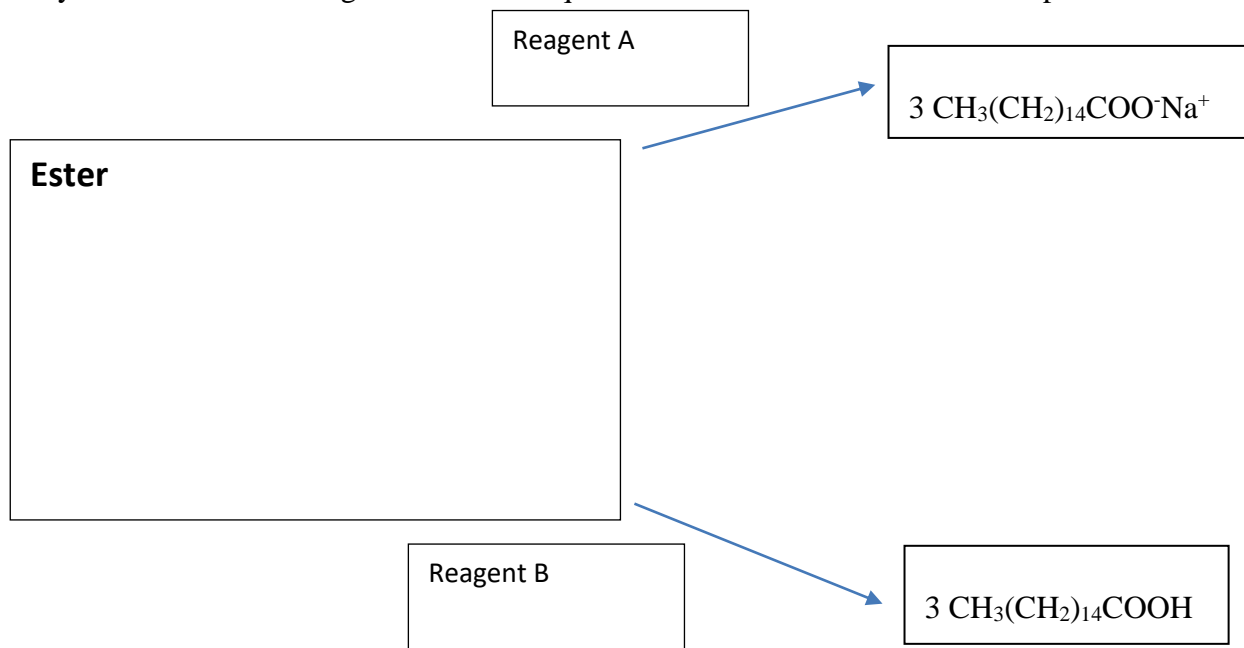 Reagent A
3 CH₃(CH₂)₁₄COO⁻Na⁺
Ester
Reagent B
3 CH₃(CH₂)₁₄COOH